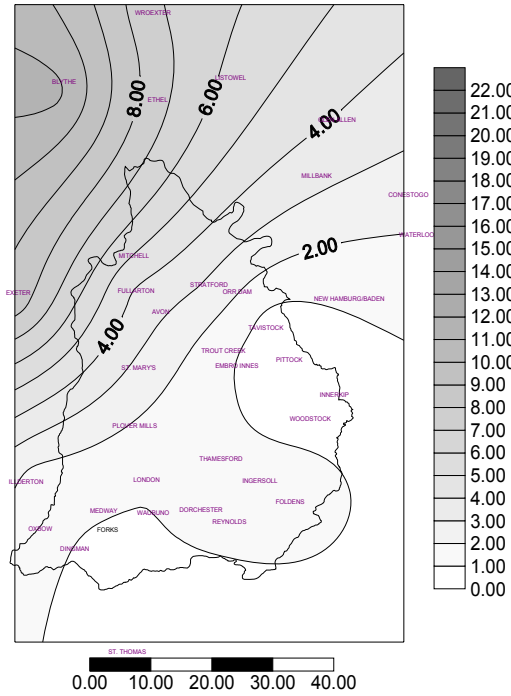 WROEXTER
BLYTHE
LISTOWEL
ETHEL
8.00
6.00
4.00
MILLBANK
CONESTOGO
WATERLOO
2.00
MITCHELL
EXETER
FULLARTON
STRATFORD
ORR DAM
NEW HAMBURG/BADEN
AVON
4.00
TAVISTOCK
TROUT CREEK
PITTOCK
ST. MARY'S
EMBRO INNES
INNERKIP
WOODSTOCK
PLOVER MILLS
THAMESFORD
ILDERTON
LONDON
INGERSOLL
FOLDENS
MEDWAY
WAUBUNO
DORCHESTER
REYNOLDS
OXBOW
FORKS
DINGMAN
ST. THOMAS
0.00 10.00 20.00 30.00 40.00
22.00
21.00
20.00
19.00
18.00
17.00
16.00
15.00
14.00
13.00
12.00
11.00
10.00
9.00
8.00
7.00
6.00
5.00
4.00
3.00
2.00
1.00
0.00